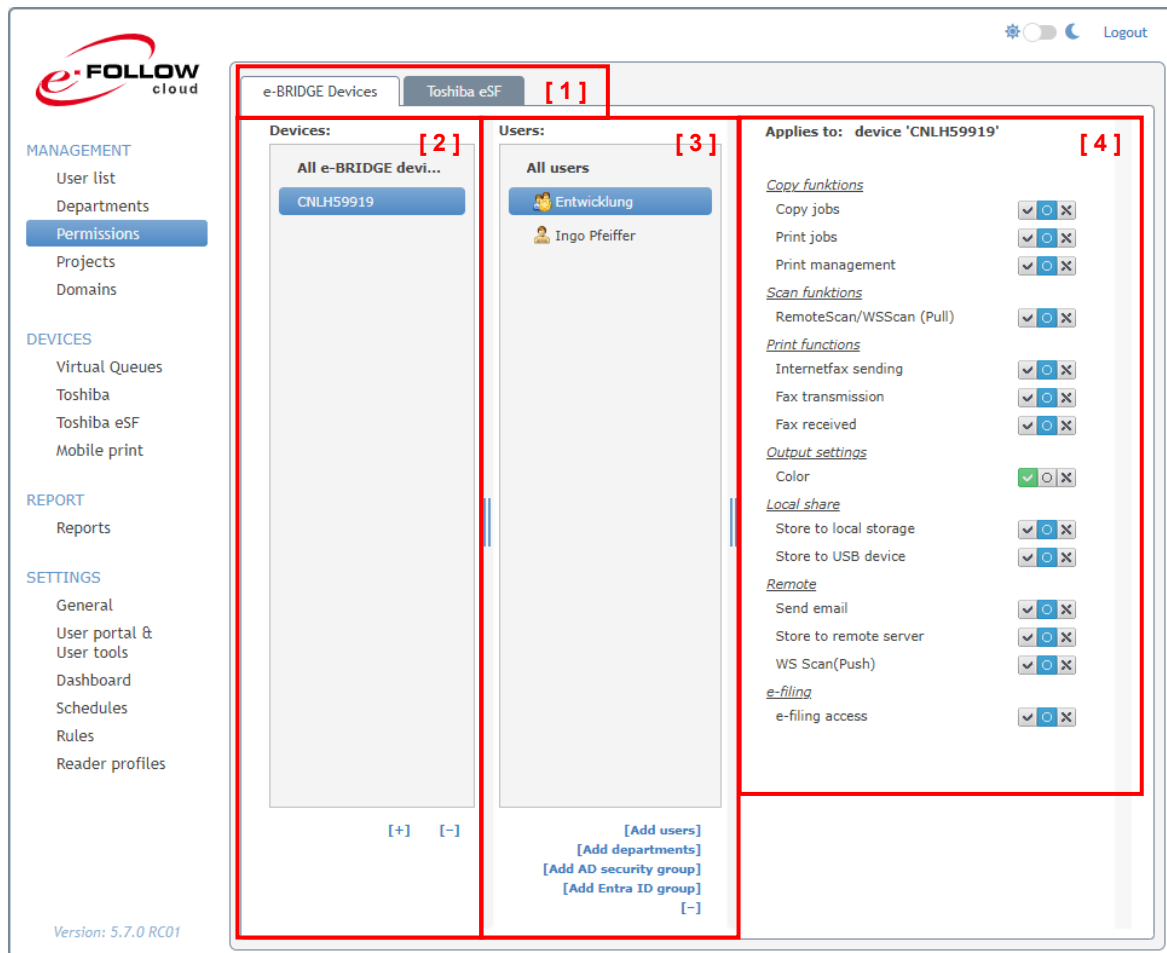 Logout
e-FOLLOW
cloud
e-BRIDGE Devices
Toshiba eSF
[ 1 ]
MANAGEMENT
User list
Departments
Permissions
Projects
Domains
DEVICES
Virtual Queues
Toshiba
Toshiba eSF
Mobile print
REPORT
Reports
SETTINGS
General
User portal &
User tools
Dashboard
Schedules
Rules
Reader profiles
Version: 5.7.0 RC01
Devices:
[ 2 ]
All e-BRIDGE devi...
CNLH59919
[+] [-]
Users:
[ 3 ]
All users
Entwicklung
Ingo Pfeiffer
[Add users]
[Add departments]
[Add AD security group]
[Add Entra ID group]
[-]
Applies to: device 'CNLH59919'
[ 4 ]
Copy funktions
Copy jobs
Print jobs
Print management
Scan funktions
RemoteScan/WSScan (Pull)
Print functions
Internetfax sending
Fax transmission
Fax received
Output settings
Color
Local share
Store to local storage
Store to USB device
Remote
Send email
Store to remote server
WS Scan(Push)
e-filing
e-filing access